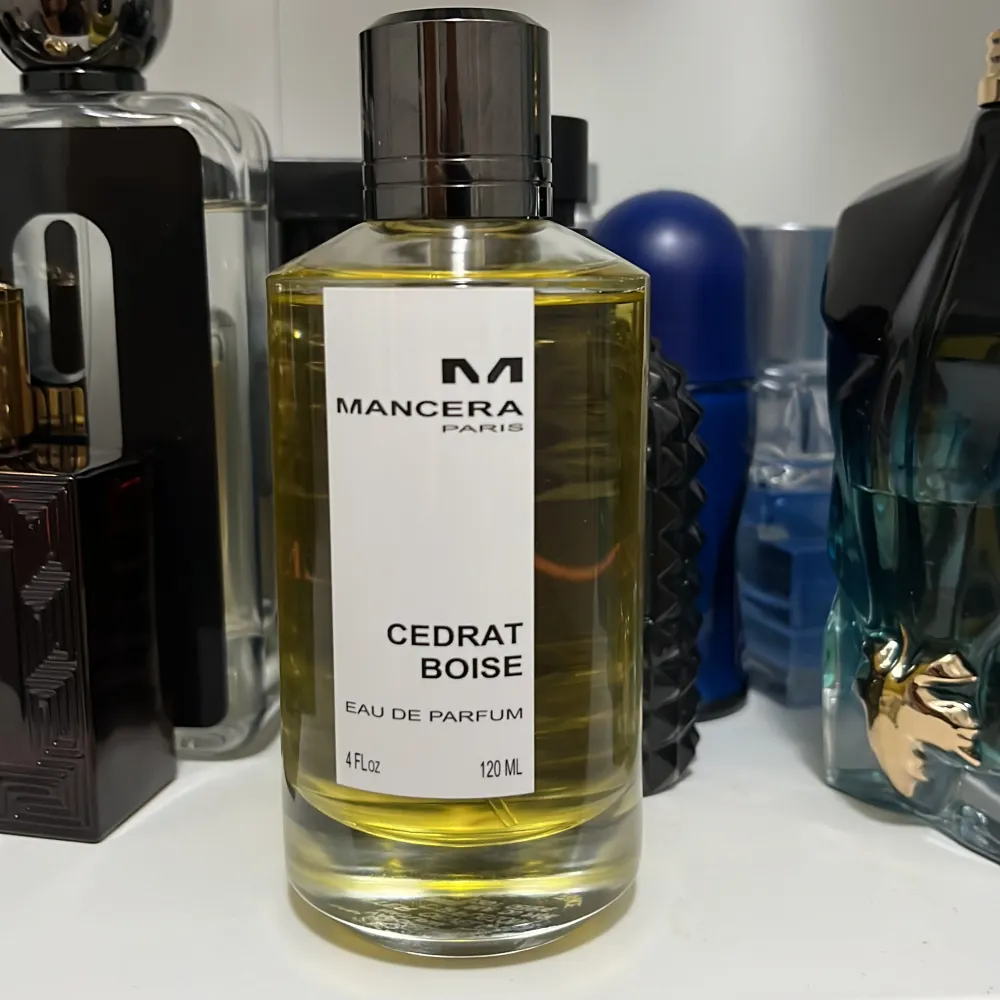 M
MANCERA
PARIS
CEDRAT
BOISE
EAU DE PARFUM
4 FLoz 120 ML